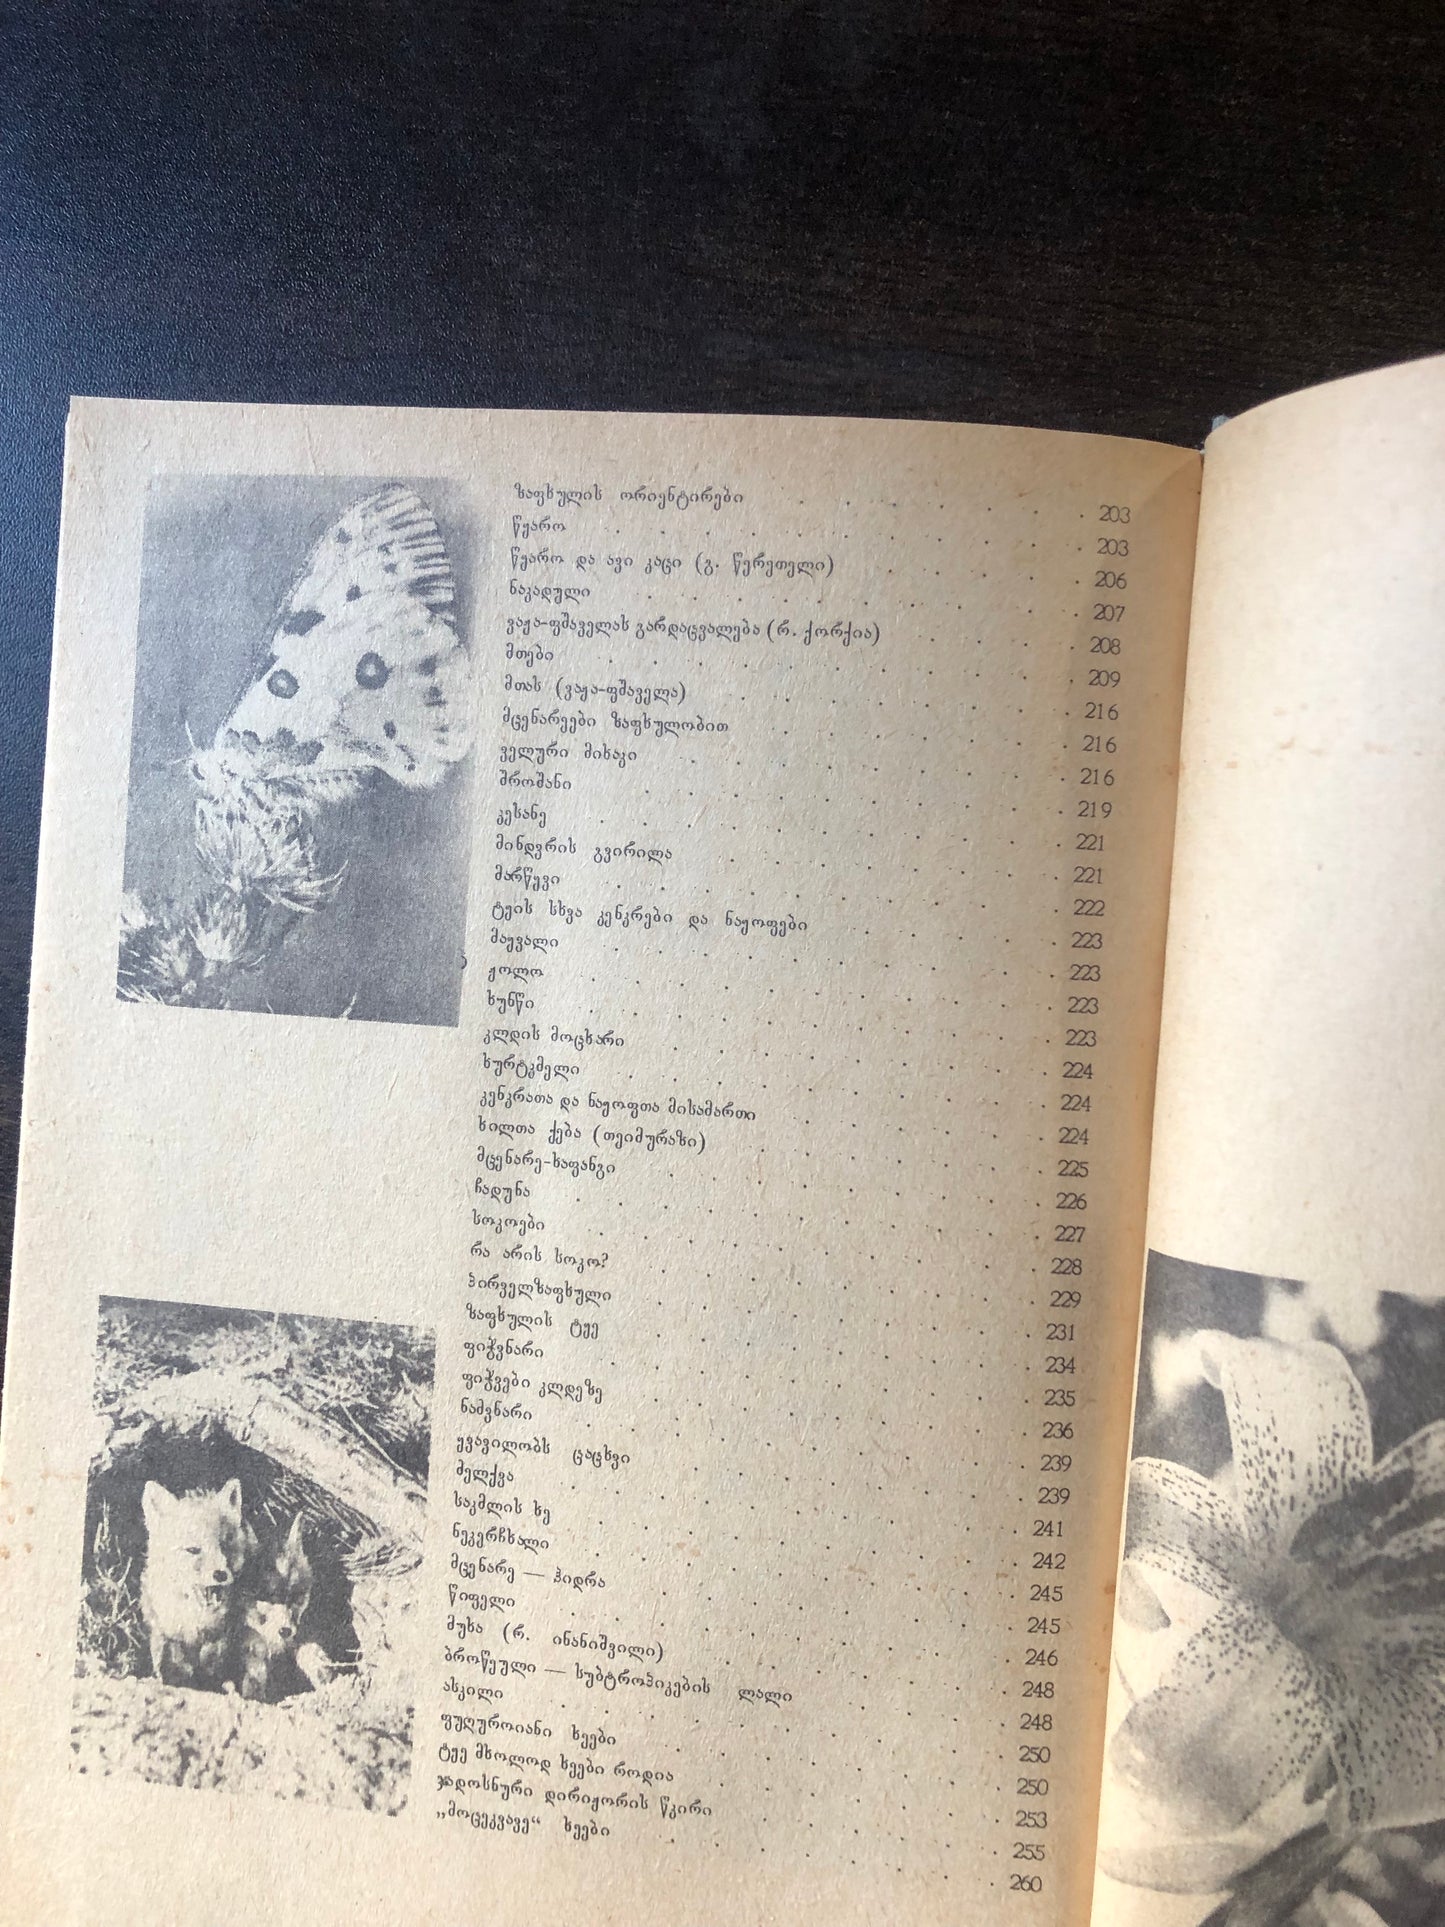 ზაფხულის ორიენტირები . . . . . . . 203
წყარო . . . . . . . 203
წყარო და ავი კაცი (გ. წერეთელი) . . . . 206
ნაკადული . . . . . . . 207
ვაჟა-ფშაველას გარდაცვალება (რ. ქორქია) . . . 208
მთები . . . . . . . 209
მთას (ვაჟა-ფშაველა) . . . . . . 216
მცენარეები ზაფხულობით . . . . . . 216
ველური მიხაკი . . . . . . . 216
შროშანი . . . . . . . 219
კესანე . . . . . . . 221
მინდვრის გვირილა . . . . . . 221
მარწყვი . . . . . . . 222
ტყის სხვა კენკრები და ნაყოფები . . . . 223
მაყვალი . . . . . . . 223
ჟოლო . . . . . . . 223
ხუნწი . . . . . . . 223
კლდის მოცხარი . . . . . . 224
ხურტკმელი . . . . . . . 224
კენკრათა და ნაყოფთა მისამართი . . . . 224
ხილთა ქება (თეიმურაზი) . . . . . 225
მცენარე-ხაფანგი . . . . . . 226
ჩადუნა . . . . . . . 227
სოკოები . . . . . . . 228
რა არის სოკო? . . . . . . 229
პირველზაფხული . . . . . . 231
ზაფხულის ტყე . . . . . . 234
ფიჭვნარი . . . . . . . 235
ფიჭვები კლდეზე . . . . . . 236
ნაძვნარი . . . . . . . 239
ყვავილობს ცაცხვი . . . . . . 239
ძელქვა . . . . . . . 241
საკმლის ხე . . . . . . 242
ნეკერჩხალი . . . . . . . 245
მცენარე — ჰიდრა . . . . . . 245
წიფელი . . . . . . . 246
მუხა (რ. ინანიშვილი) . . . . . 248
ბროწეული — სუბტროპიკების ლალი . . . . 248
ასკილი . . . . . . . 250
ფუღუროიანი ხეები . . . . . . 250
ტყე მხოლოდ ხეები როდია . . . . . 253
ჯადოსნური დირიჟორის წკირი . . . . . 255
„მოცეკვავე“ ხეები . . . . . . 260